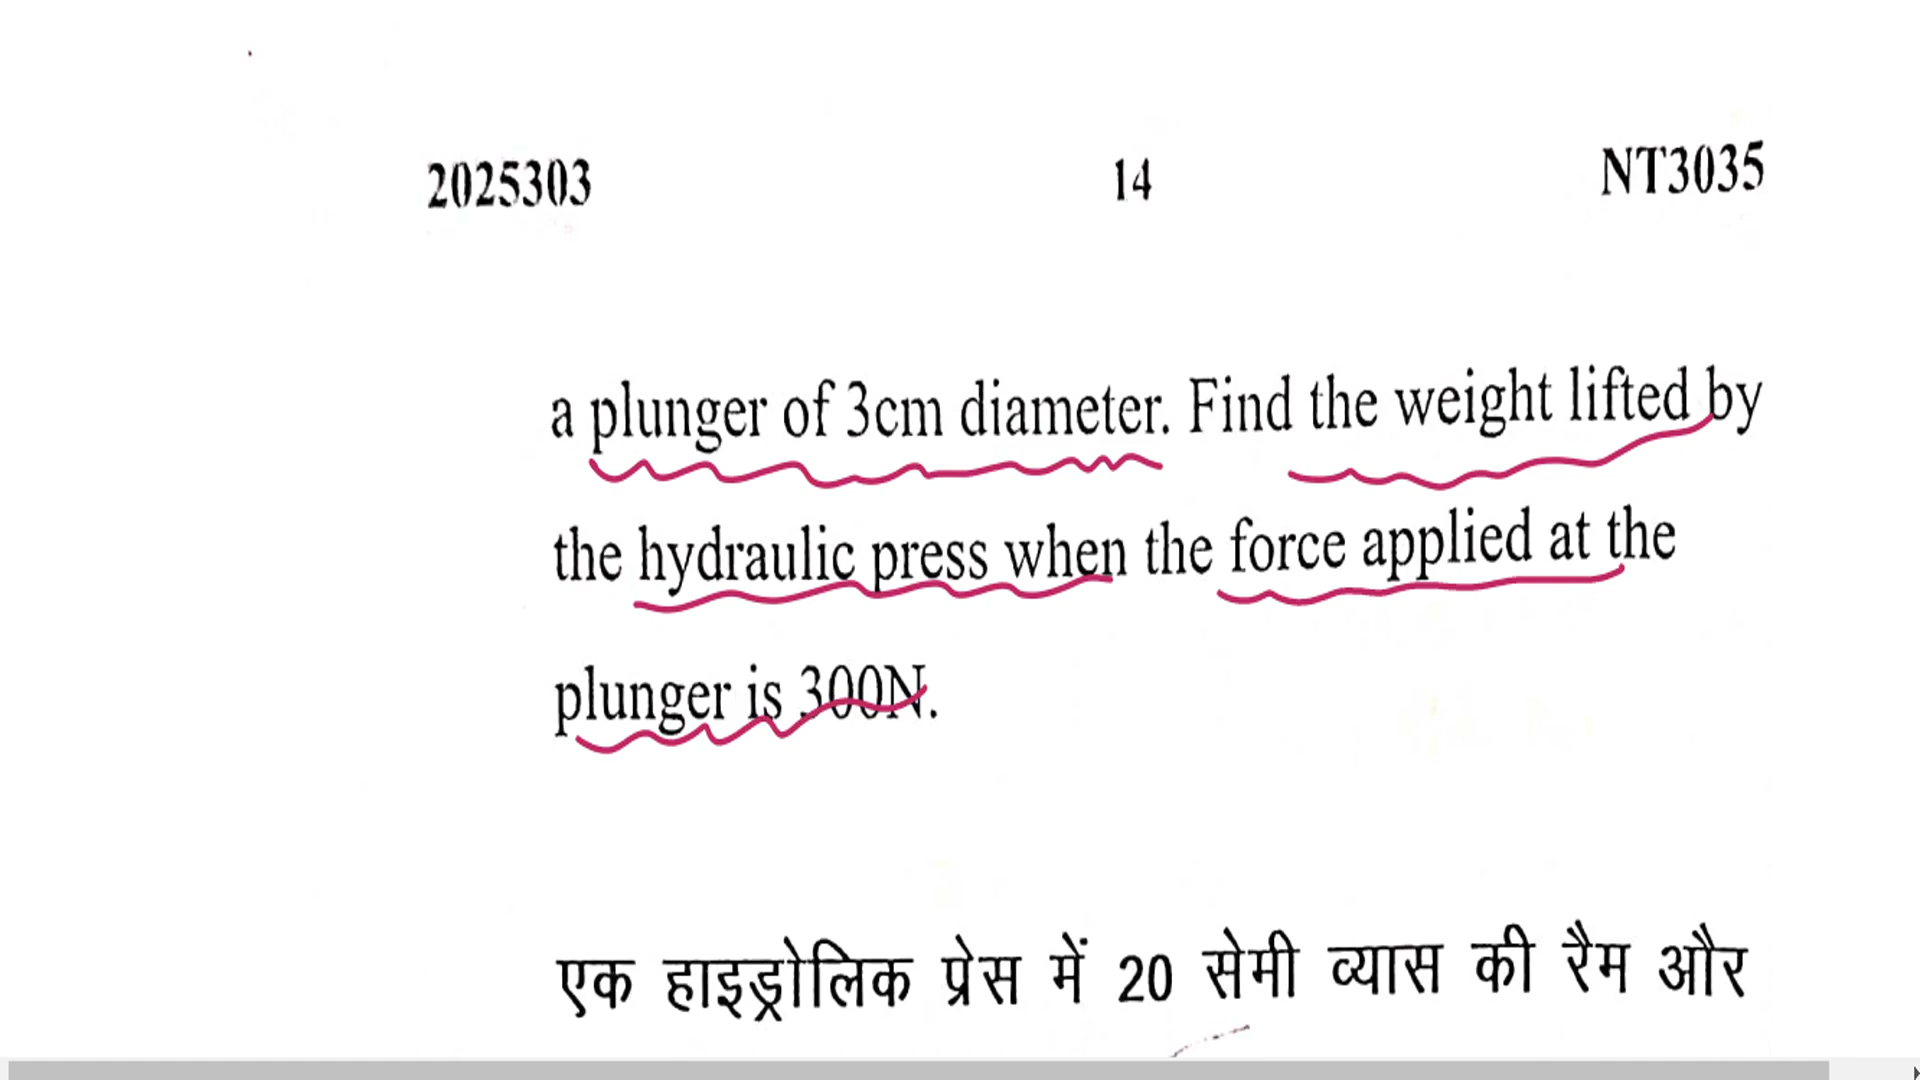 2025303 14 NT3035
a plunger of 3cm diameter. Find the weight lifted by
the hydraulic press when the force applied at the
plunger is 300N.
एक हाइड्रोलिक प्रेस में 20 सेमी व्यास की रैम और